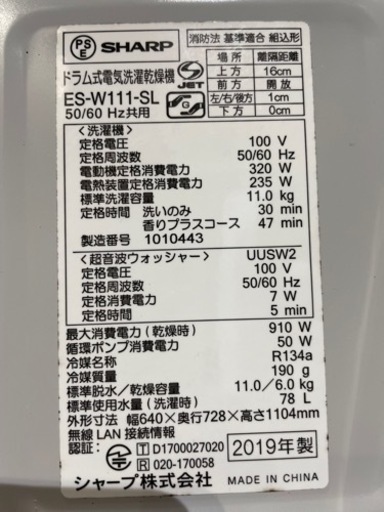 PS E SHARP
ドラム式電気洗濯乾燥機
S JET
ES-W111-SL
50/60 Hz共用
G
消防法 基準適合 組込形
場所 離隔距離
上方 16cm
前方 開放
左/右/後方 1cm
下方 0cm
<洗濯機>
定格電圧 100 V
定格周波数 50/60 Hz
電動機定格消費電力 320 W
電熱装置定格消費電力 235 W
標準洗濯容量 11.0 kg
定格時間 洗いのみ 30 min
香りプラスコース 47 min
製造番号 1010443
<超音波ウォッシャー> UUSW2
定格電圧 100 V
定格周波数 50/60 Hz
定格消費電力 7 W
定格時間 5 min
最大消費電力(乾燥時) 910 W
循環ポンプ消費電力 50 W
冷媒名称 R134a
冷媒質量 190 g
標準脱水/乾燥容量 11.0/6.0 kg
標準使用水量(洗濯時) 78 L
外形寸法 幅640×奥行728×高さ1104mm
無線 LAN 接続情報
認証: T D1700027020
R 020-170058
2019年製
シャープ株式会社 MADE IN CHINA